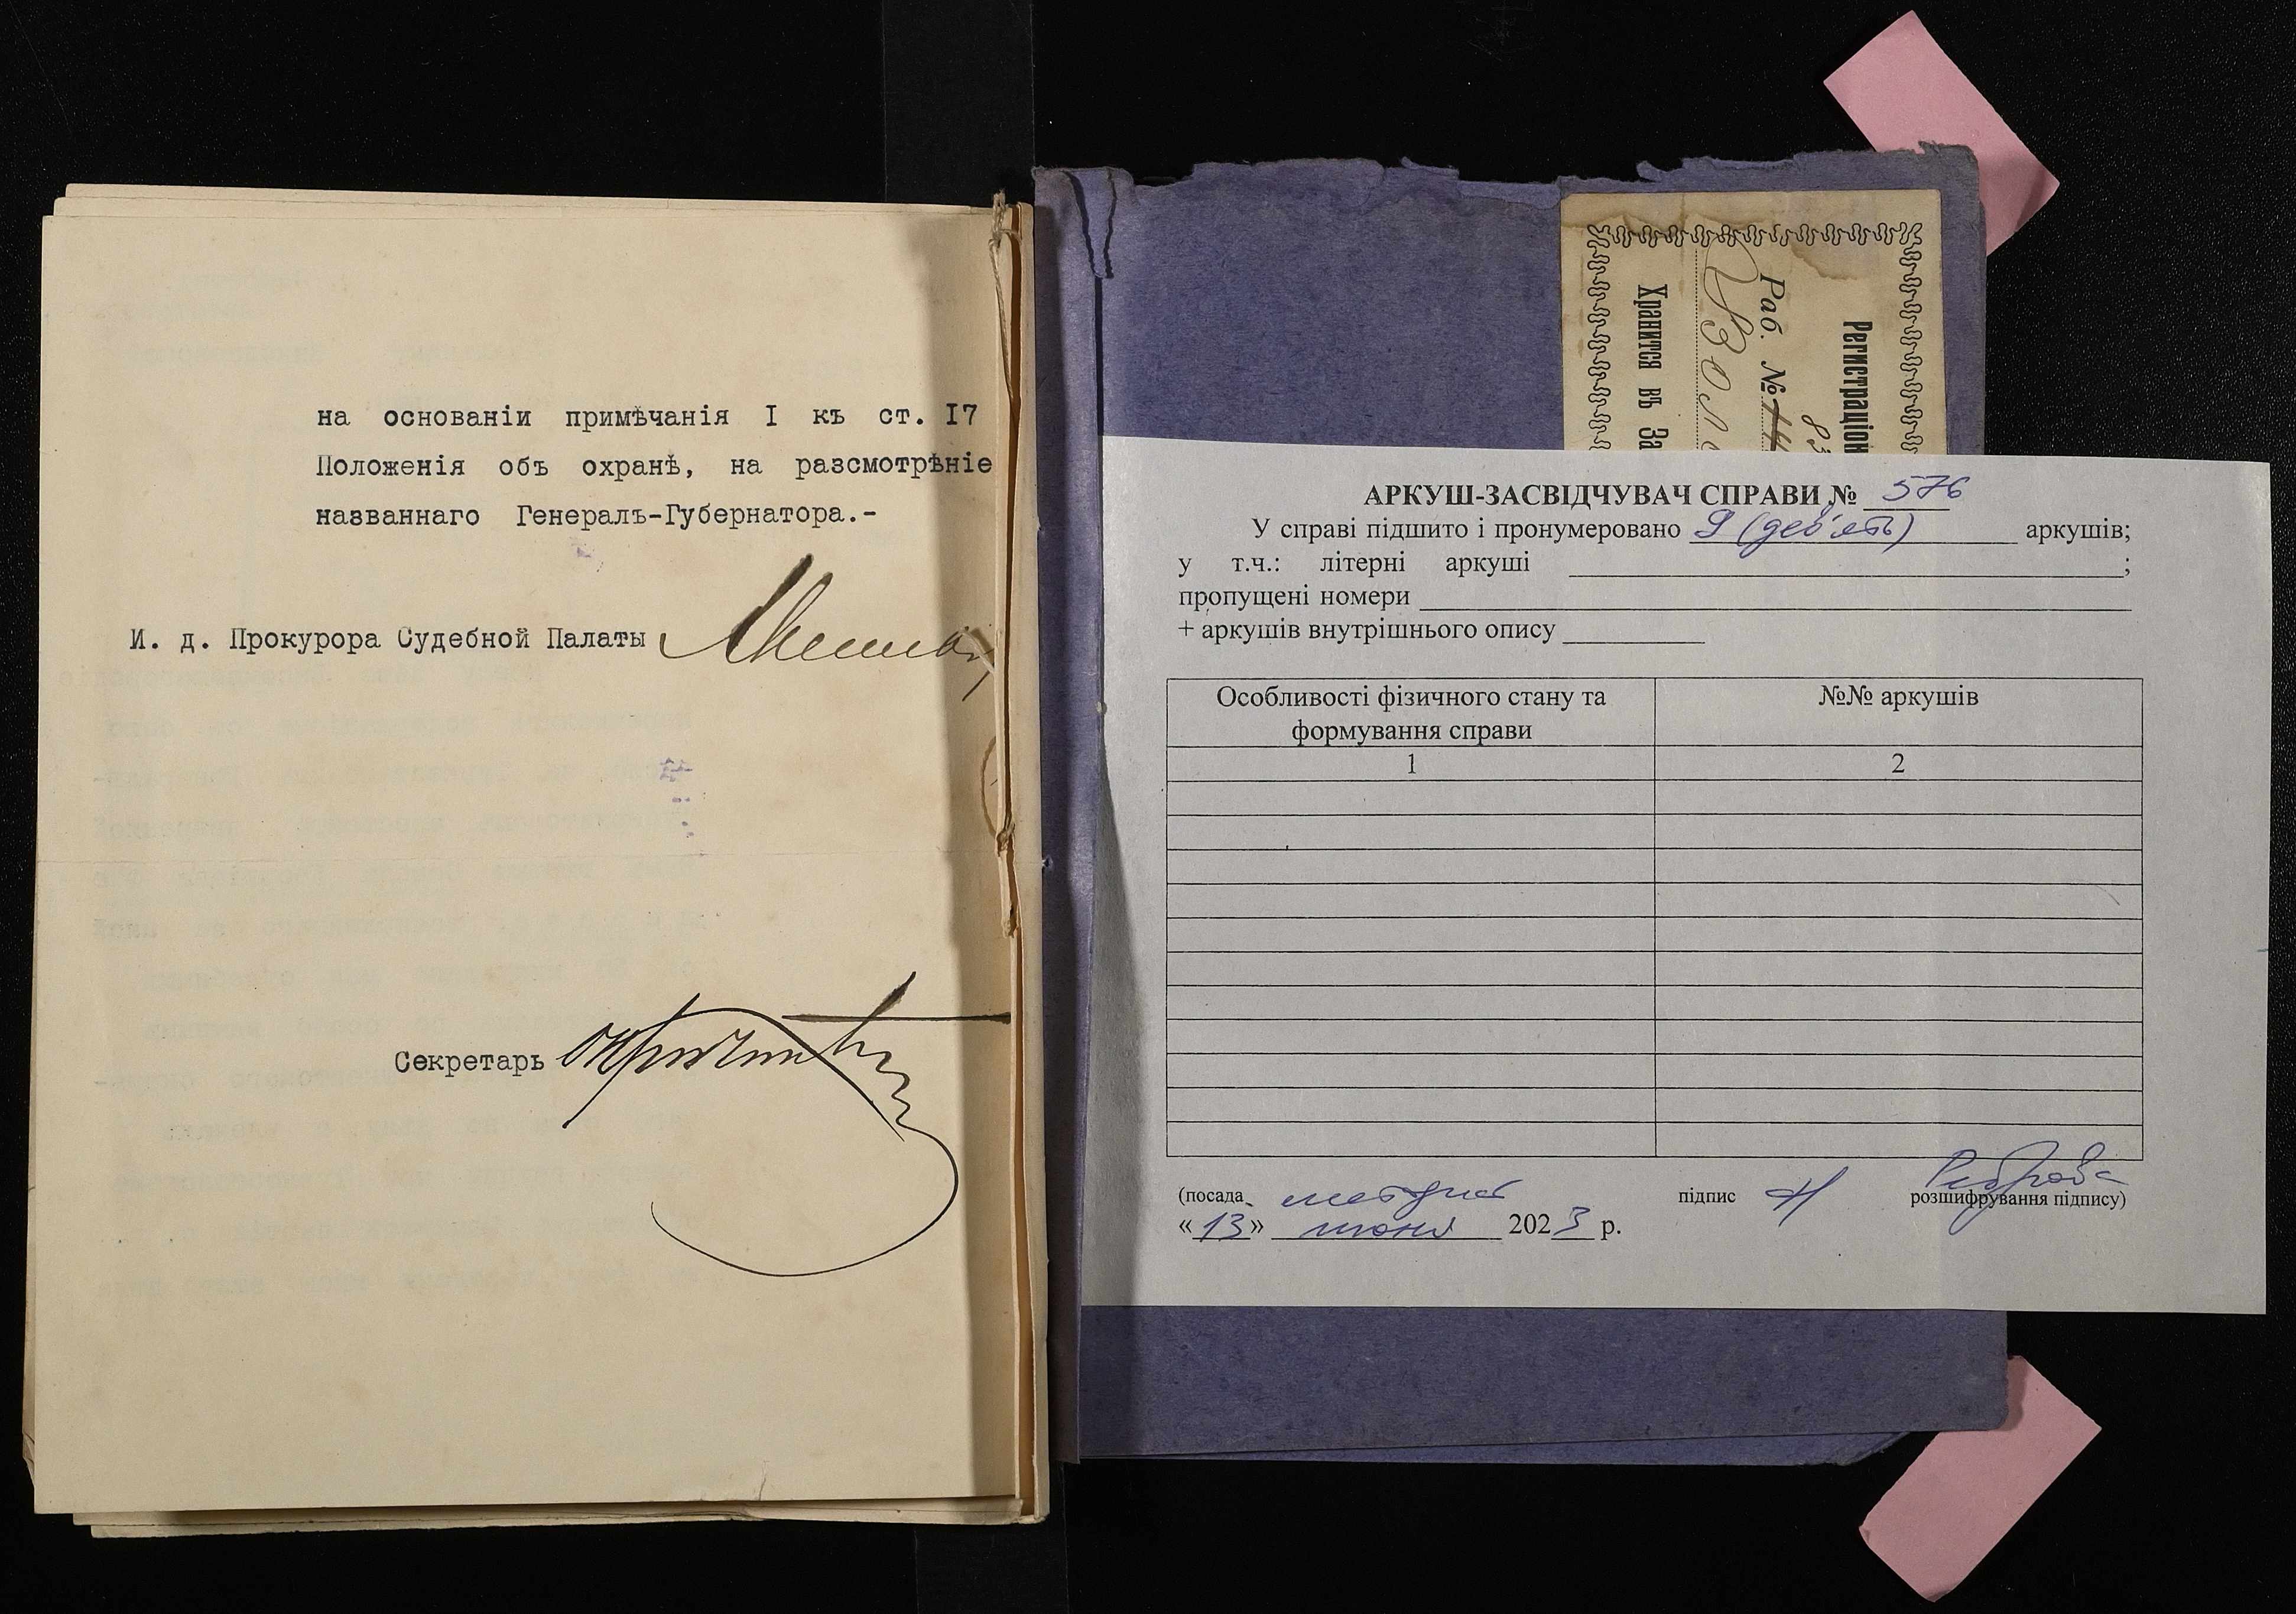 на основаніи примѣчанія I къ ст. I7
Положенія объ охранѣ, на разсмотрѣніе
названнаго Генералъ-Губернатора.-
И. д. Прокурора Судебной Палаты
Секретарь
Регистраціон
83
Раб. №
Хранится въ За
АРКУШ-ЗАСВІДЧУВАЧ СПРАВИ № 576
У справі підшито і пронумеровано 9 (дев'ять) аркушів;
у т.ч.: літерні аркуші ;
пропущені номери
+ аркушів внутрішнього опису
Особливості фізичного стану та формування справи
№№ аркушів
1
2
(посада підпис розшифрування підпису)
«13» 2023 р.